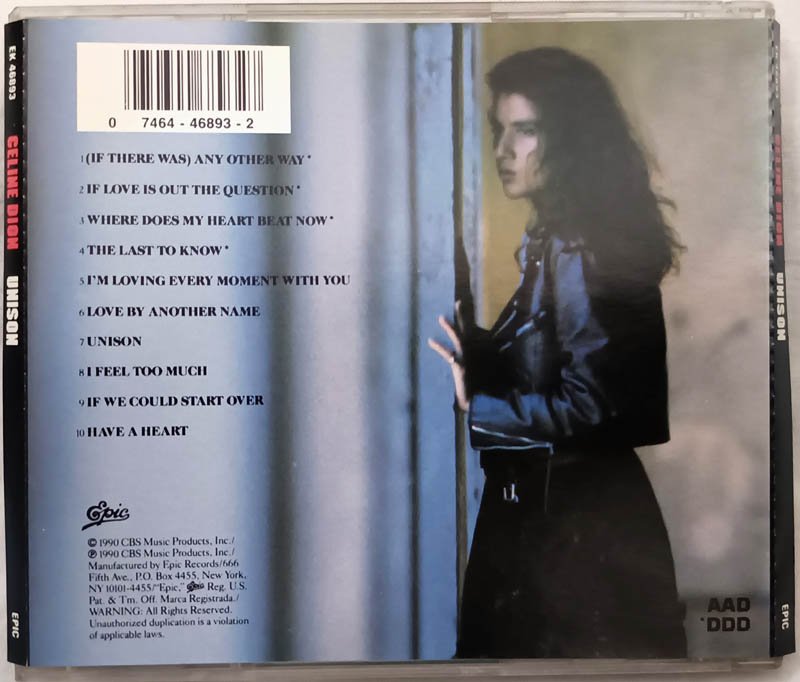 EK 46893 CELINE DION UNISON EPIC
0 7464 - 46893 - 2
1 (IF THERE WAS) ANY OTHER WAY*
2 IF LOVE IS OUT THE QUESTION*
3 WHERE DOES MY HEART BEAT NOW*
4 THE LAST TO KNOW*
5 I'M LOVING EVERY MOMENT WITH YOU
6 LOVE BY ANOTHER NAME
7 UNISON
8 I FEEL TOO MUCH
9 IF WE COULD START OVER
10 HAVE A HEART
Epic
© 1990 CBS Music Products, Inc./
℗ 1990 CBS Music Products, Inc./
Manufactured by Epic Records/666
Fifth Ave., P.O. Box 4455, New York,
NY 10101-4455/"Epic," Epic Reg. U.S.
Pat. & Tm. Off. Marca Registrada./
WARNING: All Rights Reserved.
Unauthorized duplication is a violation
of applicable laws.
AAD
*DDD
EK 46893 CELINE DION UNISON EPIC